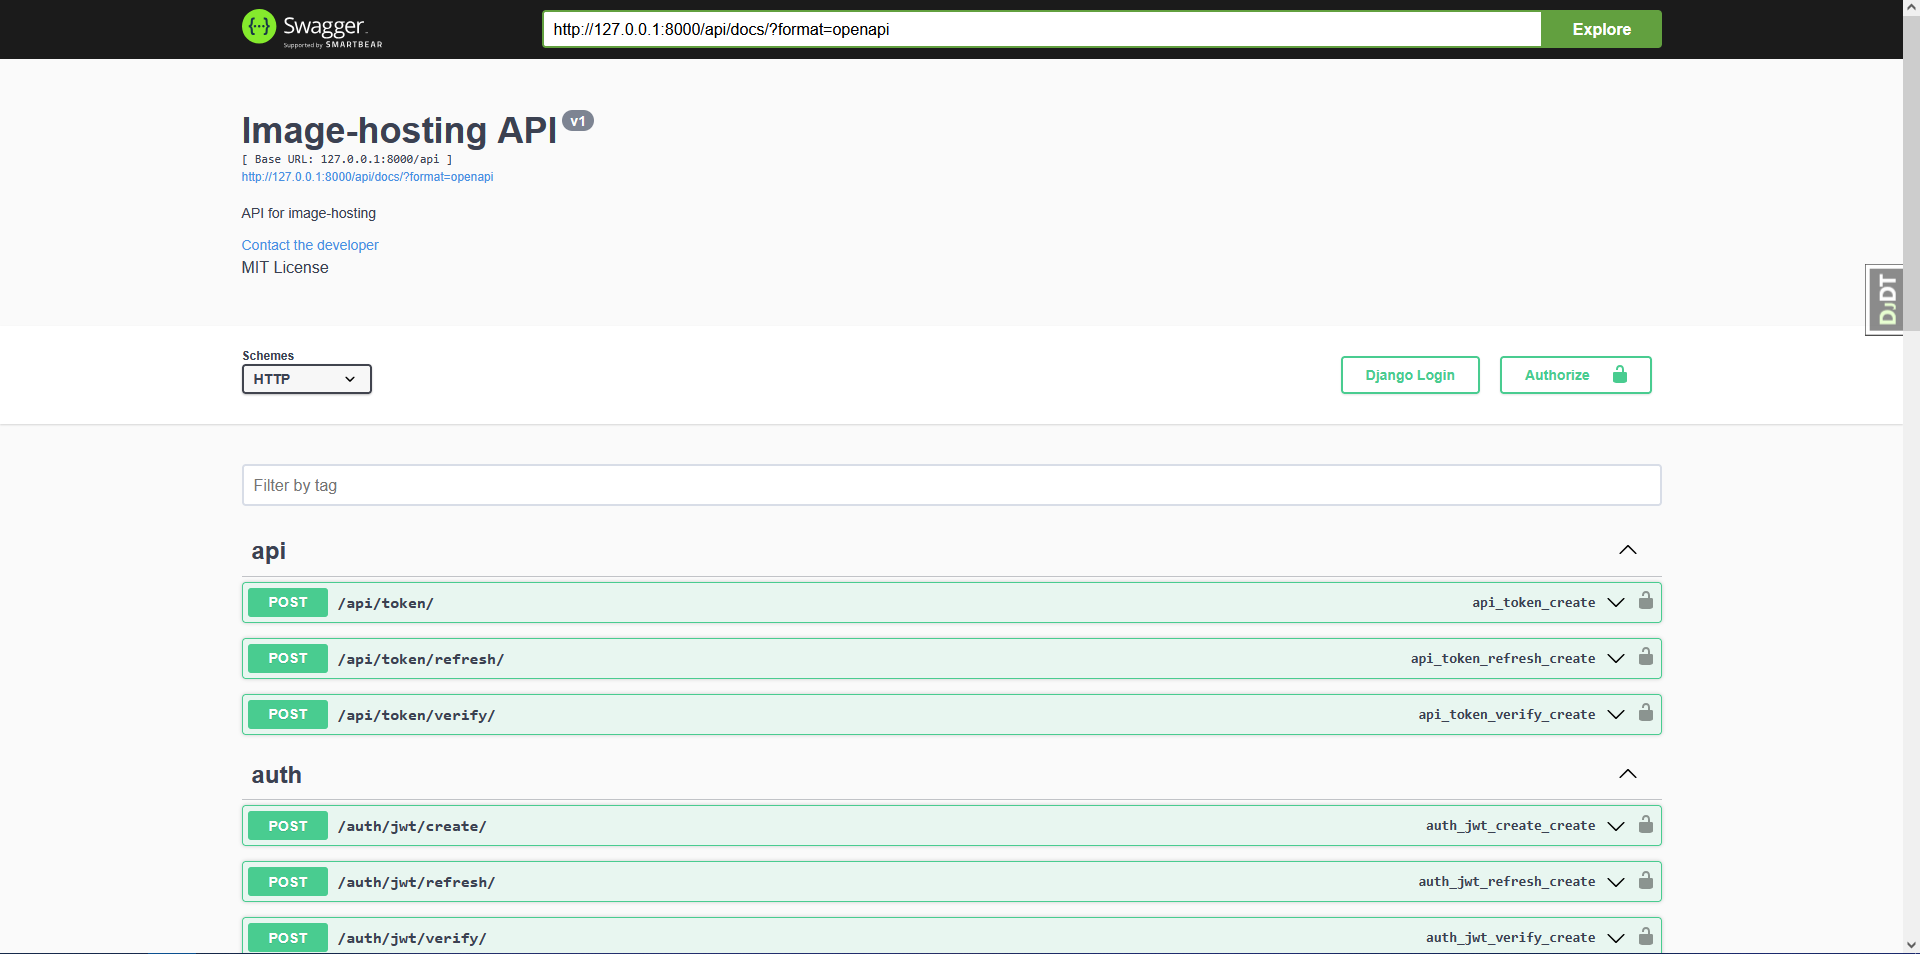 Swagger
Supported by SMARTBEAR
http://127.0.0.1:8000/api/docs/?format=openapi
Explore
Image-hosting API v1
[ Base URL: 127.0.0.1:8000/api ]
http://127.0.0.1:8000/api/docs/?format=openapi
API for image-hosting
Contact the developer
MIT License
DJDT
Schemes
HTTP
Django Login
Authorize
Filter by tag
api
POST /api/token/ api_token_create
POST /api/token/refresh/ api_token_refresh_create
POST /api/token/verify/ api_token_verify_create
auth
POST /auth/jwt/create/ auth_jwt_create_create
POST /auth/jwt/refresh/ auth_jwt_refresh_create
POST /auth/jwt/verify/ auth_jwt_verify_create